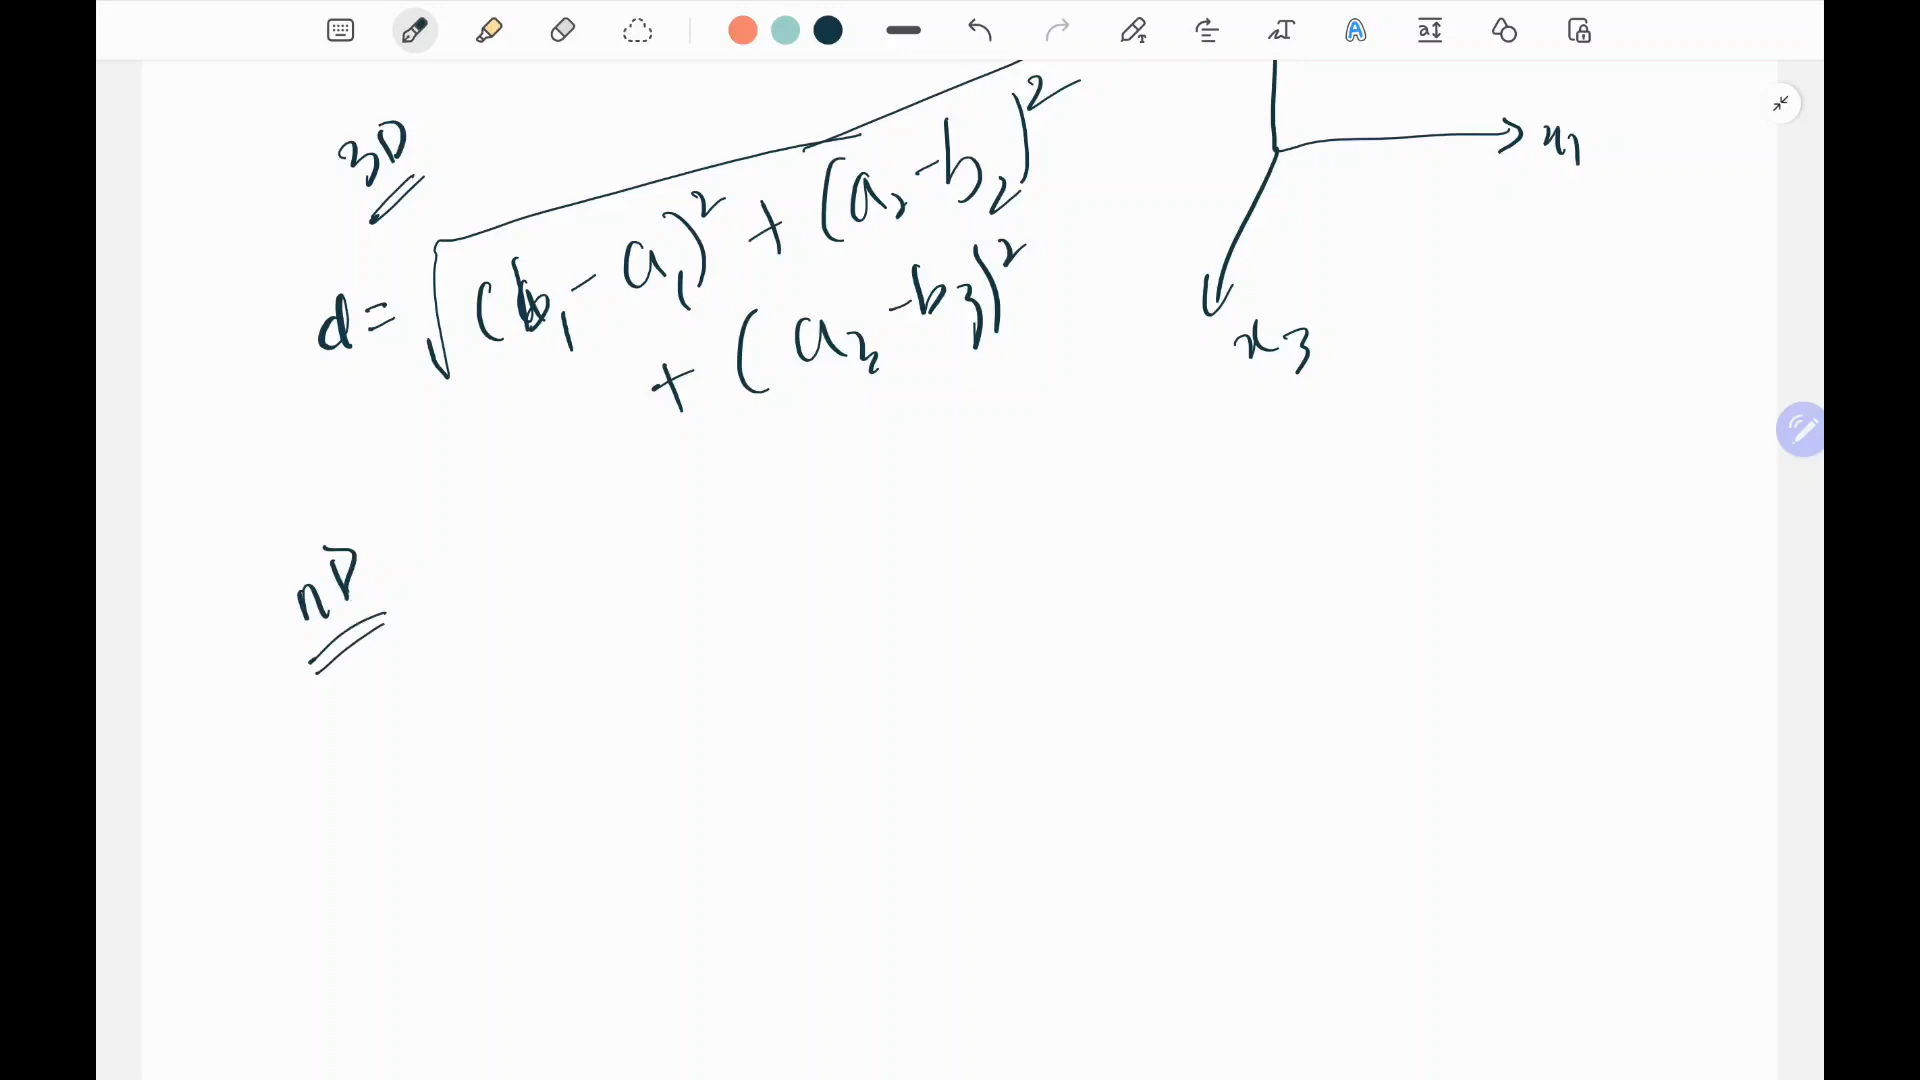 3D
d = √(b₁ - a₁)² + (a₂ - b₂)²
+ (a₃ - b₃)²
x₁
x₃
nD